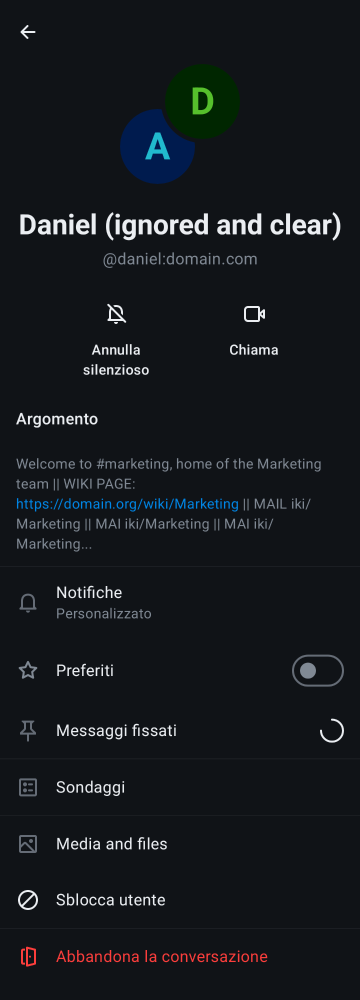 D
A
Daniel (ignored and clear)
@daniel:domain.com
Annulla
silenzioso
Chiama
Argomento
Welcome to #marketing, home of the Marketing
team || WIKI PAGE:
https://domain.org/wiki/Marketing || MAIL iki/
Marketing || MAI iki/Marketing || MAI iki/
Marketing...
Notifiche
Personalizzato
Preferiti
Messaggi fissati
Sondaggi
Media and files
Sblocca utente
Abbandona la conversazione